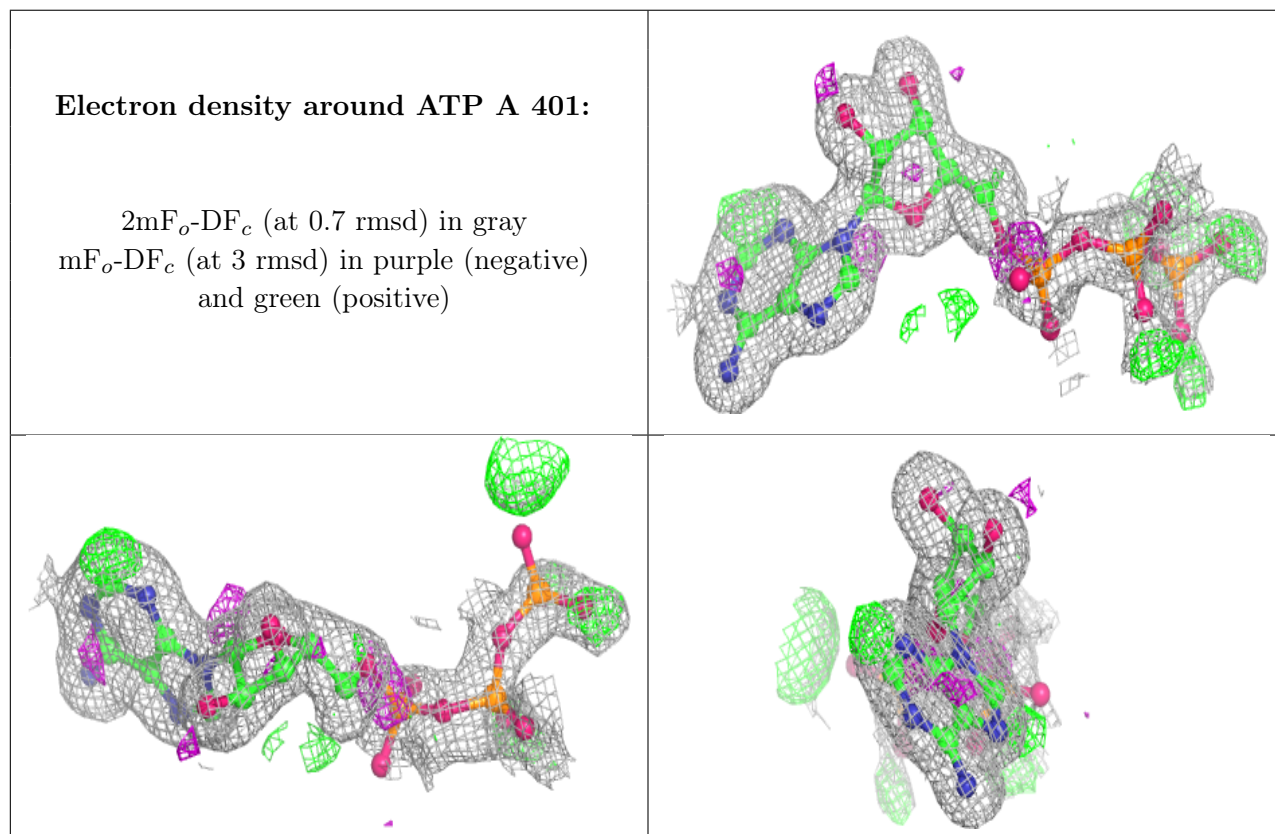 Electron density around ATP A 401:
2mFo-DFc (at 0.7 rmsd) in gray
mFo-DFc (at 3 rmsd) in purple (negative)
and green (positive)